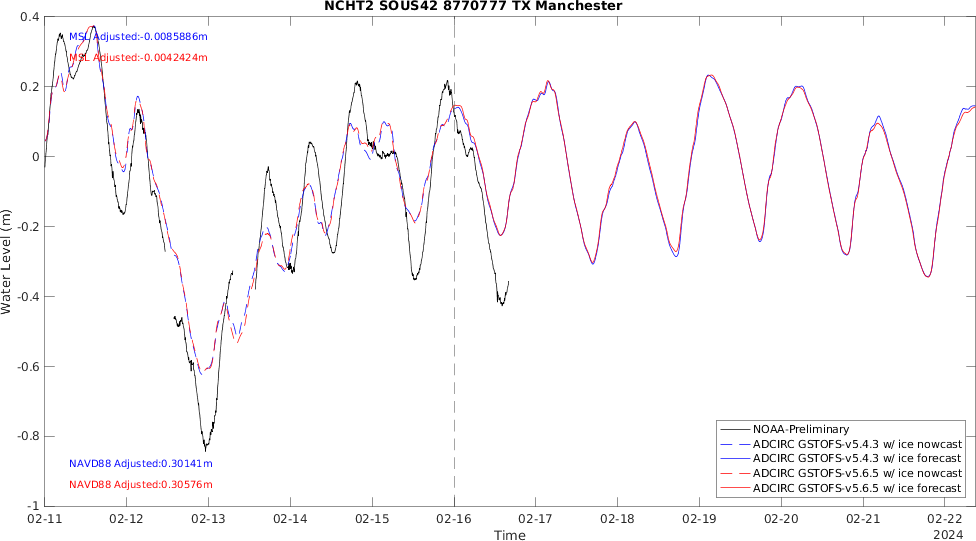 NCHT2 SOUS42 8770777 TX Manchester
MSL Adjusted:-0.0085886m
MSL Adjusted:-0.0042424m
0.4
0.2
0
-0.2
-0.4
-0.6
-0.8
-1
Water Level (m)
NAVD88 Adjusted:0.30141m
NAVD88 Adjusted:0.30576m
NOAA-Preliminary
ADCIRC GSTOFS-v5.4.3 w/ ice nowcast
ADCIRC GSTOFS-v5.4.3 w/ ice forecast
ADCIRC GSTOFS-v5.6.5 w/ ice nowcast
ADCIRC GSTOFS-v5.6.5 w/ ice forecast
02-11 02-12 02-13 02-14 02-15 02-16 02-17 02-18 02-19 02-20 02-21 02-22
Time
2024